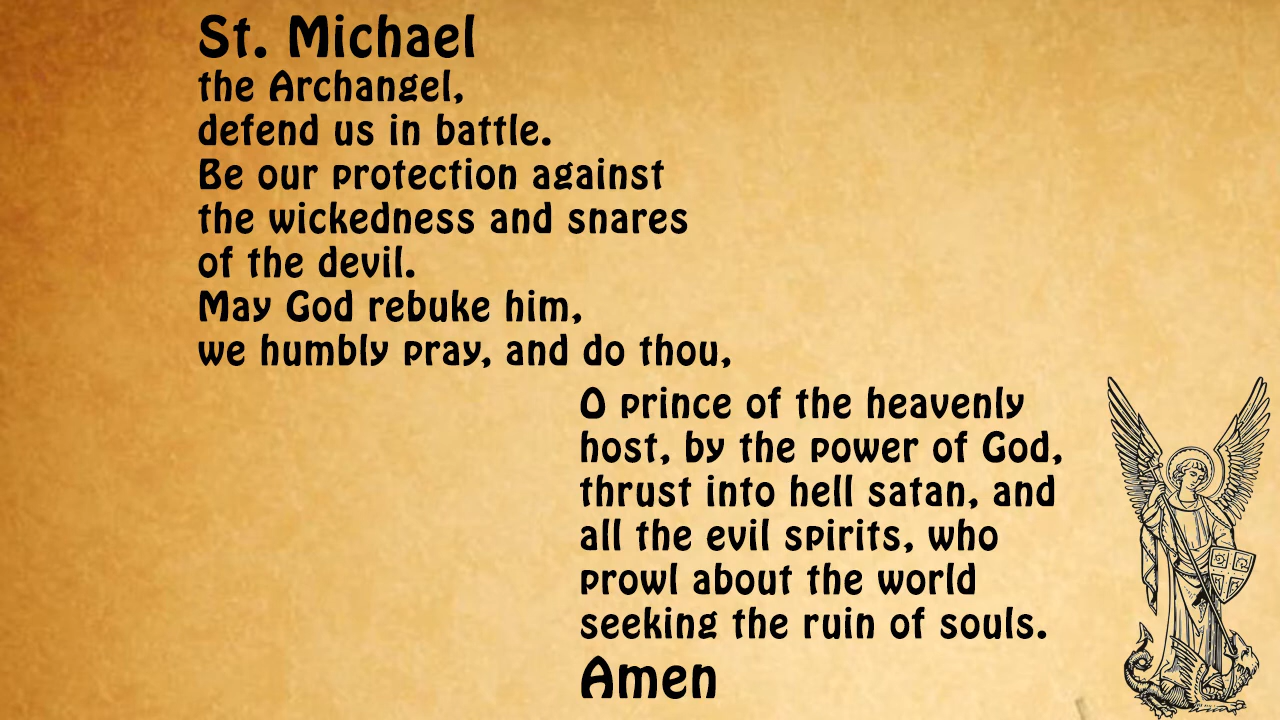 St. Michael
the Archangel,
defend us in battle.
Be our protection against
the wickedness and snares
of the devil.
May God rebuke him,
we humbly pray, and do thou,
O prince of the heavenly
host, by the power of God,
thrust into hell satan, and
all the evil spirits, who
prowl about the world
seeking the ruin of souls.
Amen